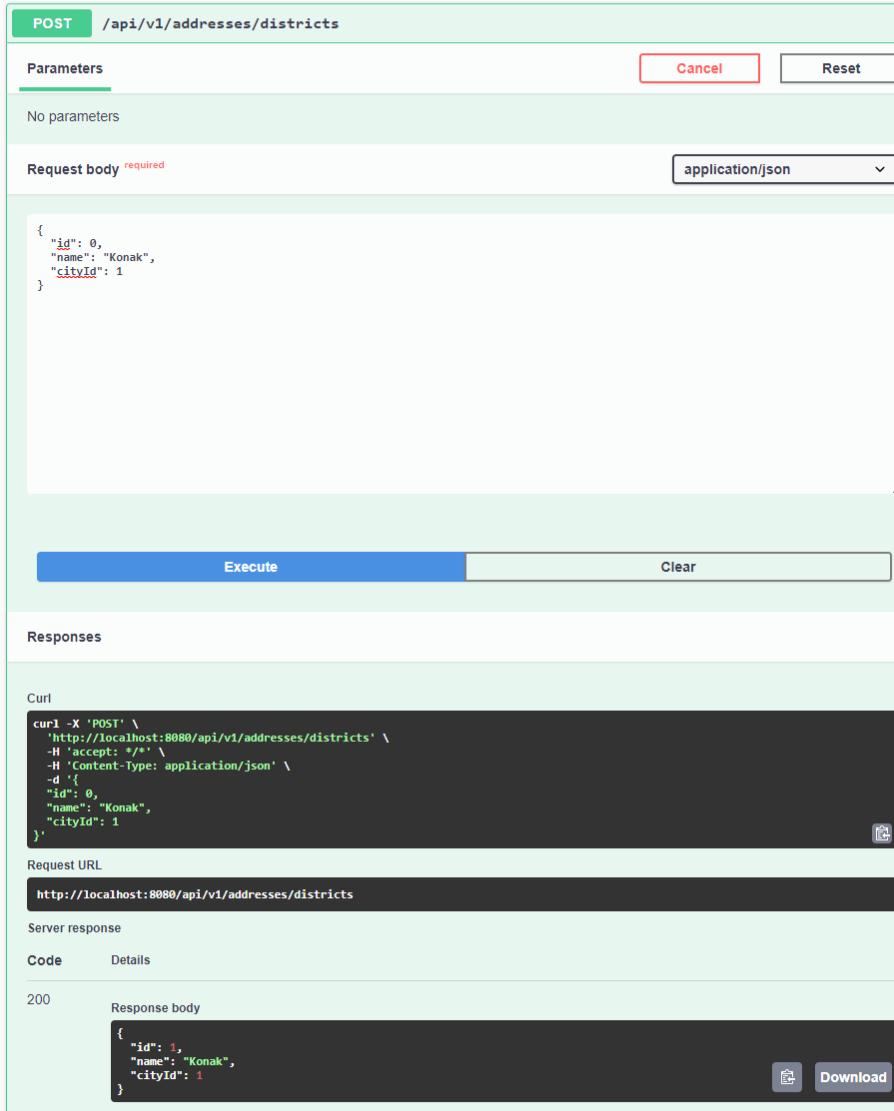 POST /api/v1/addresses/districts
Parameters Cancel Reset
No parameters
Request body required application/json
{
"id": 0,
"name": "Konak",
"cityId": 1
}
Execute Clear
Responses
Curl
curl -X 'POST' \
'http://localhost:8080/api/v1/addresses/districts' \
-H 'accept: */*' \
-H 'Content-Type: application/json' \
-d '{
"id": 0,
"name": "Konak",
"cityId": 1
}'
Request URL
http://localhost:8080/api/v1/addresses/districts
Server response
Code Details
200
Response body
{
"id": 1,
"name": "Konak",
"cityId": 1
}
Download